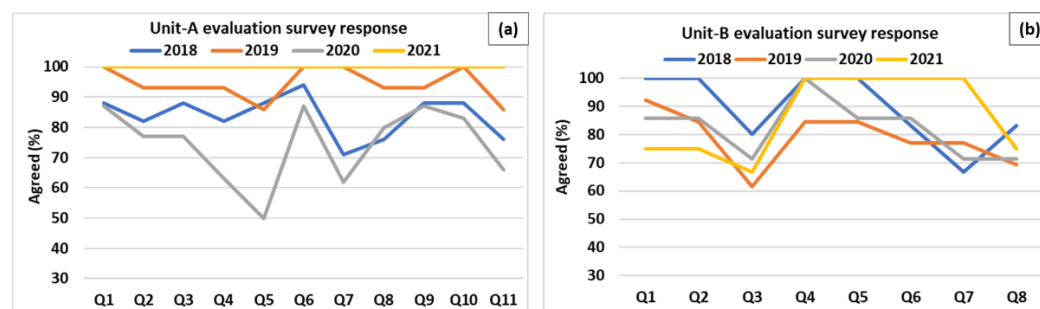 Unit-A evaluation survey response
(a)
2018 2019 2020 2021
Agreed (%)
100
90
80
70
60
50
40
30
Q1 Q2 Q3 Q4 Q5 Q6 Q7 Q8 Q9 Q10 Q11
Unit-B evaluation survey response
(b)
2018 2019 2020 2021
Agreed (%)
100
90
80
70
60
50
40
30
Q1 Q2 Q3 Q4 Q5 Q6 Q7 Q8